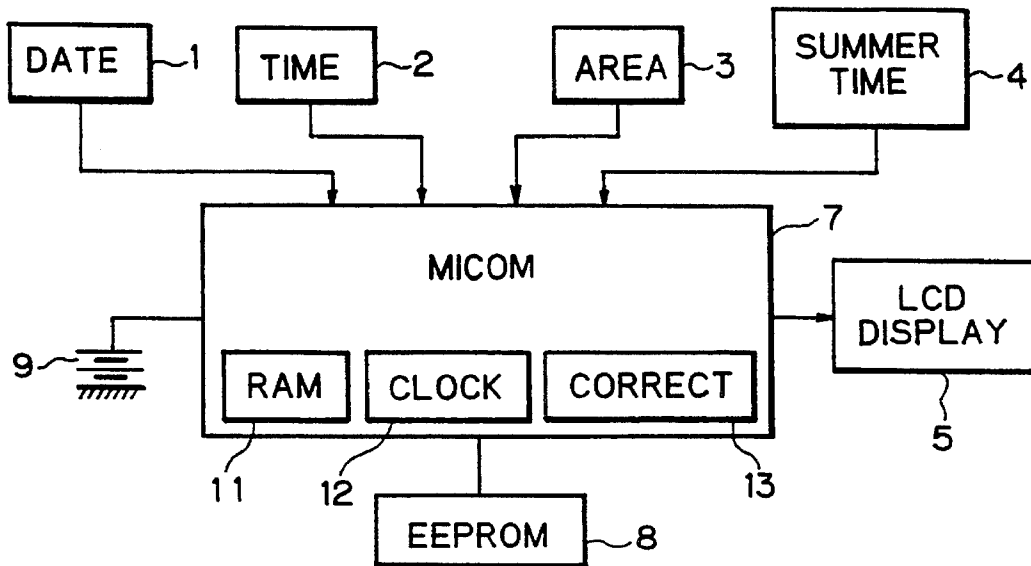 DATE 1
TIME 2
AREA 3
SUMMER
TIME 4
7
MICOM
LCD
DISPLAY
5
9
RAM
CLOCK
CORRECT
11
12
13
EEPROM 8